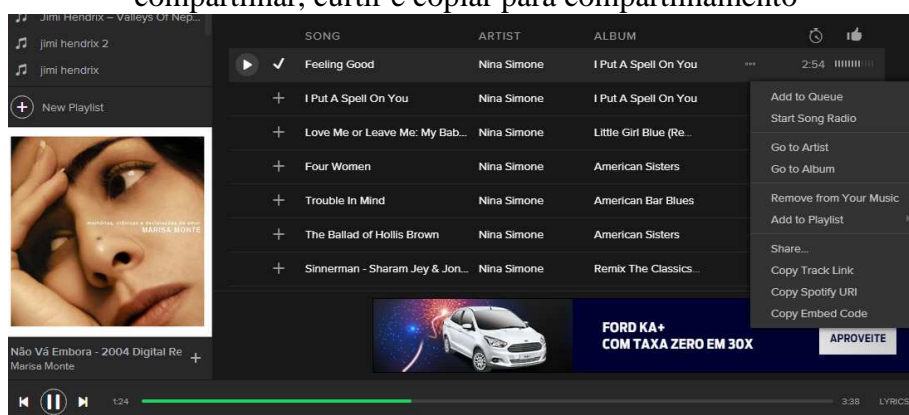 compartilhar, curtir e copiar para compartilhamento
Jimi Hendrix – Valleys Of Nep...
jimi hendrix 2
jimi hendrix
New Playlist
MARISA MONTE
Não Vá Embora - 2004 Digital Re
Marisa Monte
SONG ARTIST ALBUM
Feeling Good Nina Simone I Put A Spell On You ... 2:54
I Put A Spell On You Nina Simone I Put A Spell On You
Love Me or Leave Me: My Bab... Nina Simone Little Girl Blue (Re...
Four Women Nina Simone American Sisters
Trouble In Mind Nina Simone American Bar Blues
The Ballad of Hollis Brown Nina Simone American Sisters
Sinnerman - Sharam Jey & Jon... Nina Simone Remix The Classics...
Add to Queue
Start Song Radio
Go to Artist
Go to Album
Remove from Your Music
Add to Playlist
Share...
Copy Track Link
Copy Spotify URI
Copy Embed Code
FORD KA+
COM TAXA ZERO EM 30X
APROVEITE
1:24 3:38 LYRICS